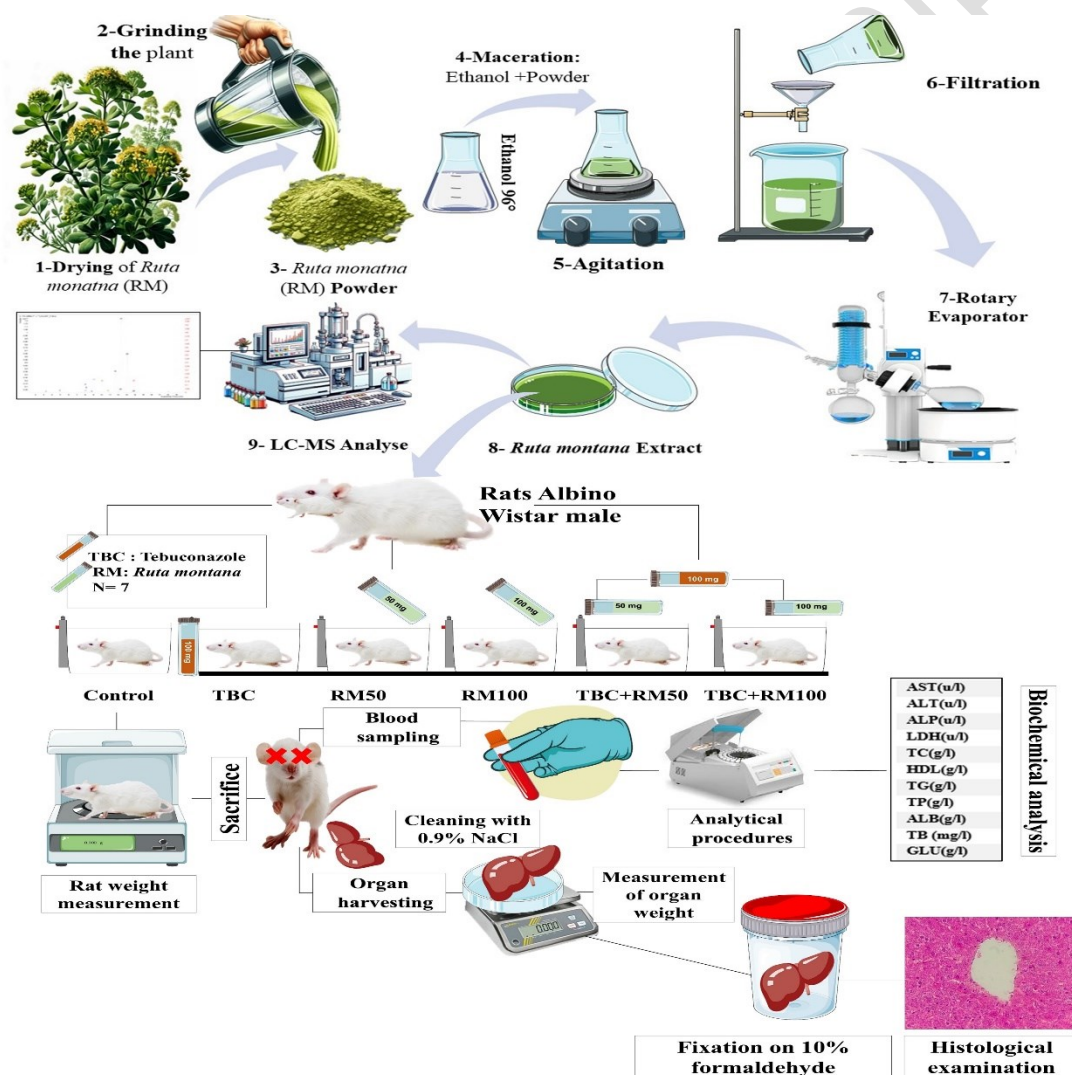 2-Grinding
the plant
4-Maceration:
Ethanol +Powder
6-Filtration
Ethanol 96°
1-Drying of Ruta
monatna (RM)
3- Ruta monatna
(RM) Powder
5-Agitation
7-Rotary
Evaporator
9- LC-MS Analyse
8- Ruta montana Extract
Rats Albino
Wistar male
TBC : Tebuconazole
RM: Ruta montana
N= 7
50 mg
100 mg
100 mg
50 mg
100 mg
100 mg
Control
TBC
RM50
RM100
TBC+RM50
TBC+RM100
Blood
sampling
Sacrifice
Cleaning with
0.9% NaCl
Analytical
procedures
AST(u/l)
ALT(u/l)
ALP(u/l)
LDH(u/l)
TC(g/l)
HDL(g/l)
TG(g/l)
TP(g/l)
ALB(g/l)
TB (mg/l)
GLU(g/l)
Biochemical analysis
Rat weight
measurement
Organ
harvesting
Measurement
of organ
weight
0.000
Fixation on 10%
formaldehyde
Histological
examination